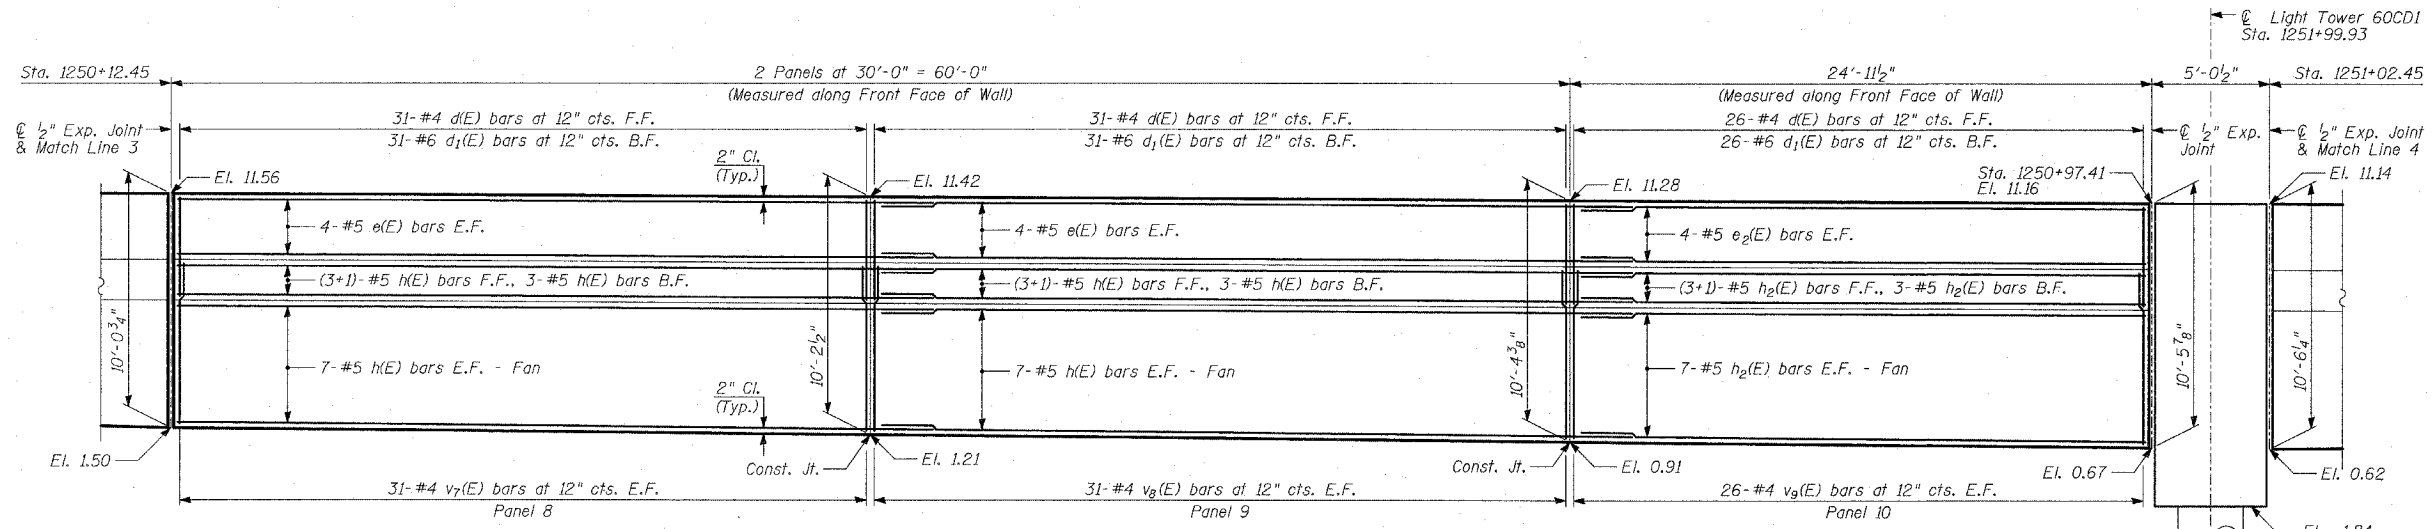 ℄ Light Tower 60CD1
Sta. 1251+99.93
Sta. 1250+12.45
2 Panels at 30'-0" = 60'-0"
(Measured along Front Face of Wall)
24'-11½"
(Measured along Front Face of Wall)
5'-0½"
Sta. 1251+02.45
℄ ½" Exp. Joint
& Match Line 3
31-#4 d(E) bars at 12" cts. F.F.
31-#6 d₁(E) bars at 12" cts. B.F.
31-#4 d(E) bars at 12" cts. F.F.
31-#6 d₁(E) bars at 12" cts. B.F.
26-#4 d(E) bars at 12" cts. F.F.
26-#6 d₁(E) bars at 12" cts. B.F.
℄ ½" Exp.
Joint
℄ ½" Exp. Joint
& Match Line 4
El. 11.56
2" Cl.
(Typ.)
El. 11.42
El. 11.28
Sta. 1250+97.41
El. 11.16
El. 11.14
4-#5 e(E) bars E.F.
4-#5 e(E) bars E.F.
4-#5 e₂(E) bars E.F.
(3+1)-#5 h(E) bars F.F., 3-#5 h(E) bars B.F.
(3+1)-#5 h(E) bars F.F., 3-#5 h(E) bars B.F.
(3+1)-#5 h₂(E) bars F.F., 3-#5 h₂(E) bars B.F.
10'-0¾"
10'-2½"
10'-4⅜"
10'-5⅞"
10'-6¼"
7-#5 h(E) bars E.F. - Fan
7-#5 h(E) bars E.F. - Fan
7-#5 h₂(E) bars E.F. - Fan
2" Cl.
(Typ.)
El. 1.50
Const. Jt.
El. 1.21
Const. Jt.
El. 0.91
El. 0.67
El. 0.62
31-#4 v₇(E) bars at 12" cts. E.F.
Panel 8
31-#4 v₈(E) bars at 12" cts. E.F.
Panel 9
26-#4 v₉(E) bars at 12" cts. E.F.
Panel 10